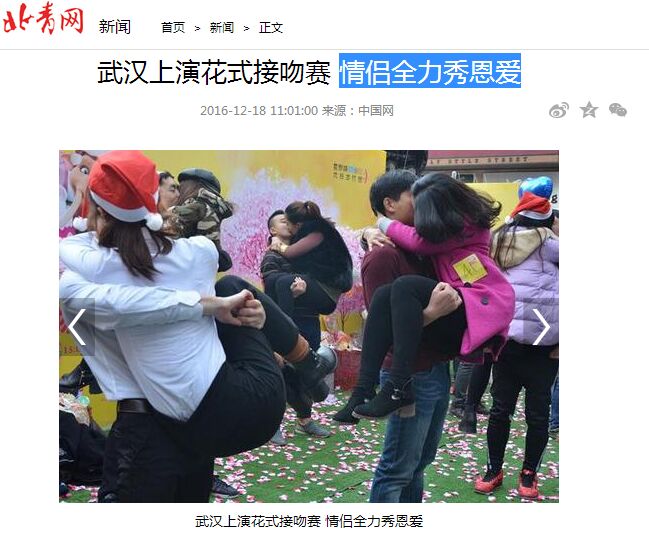 北青网 新闻 首页 > 新闻 > 正文
武汉上演花式接吻赛 情侣全力秀恩爱
2016-12-18 11:01:00 来源：中国网
武汉上演花式接吻赛 情侣全力秀恩爱